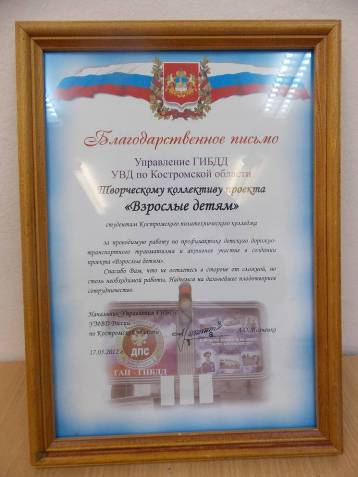 Благодарственное письмо
Управление ГИБДД
УВД по Костромской области
Творческому коллективу проекта
«Взрослые детям»
студентам Костромского политехнического колледжа
за проводимую работу по профилактике детского дорожно-
транспортного травматизма и активное участие в создании
проекта «Взрослые детям».
Спасибо Вам, что не остаетесь в стороне от сложной, но
столь необходимой работы. Надеемся на дальнейшее плодотворное
сотрудничество.
Начальник Управления ГИБДД
УМВД России
по Костромской области
17.05.2012 г.
ДПС
ГАИ - ГИБДД